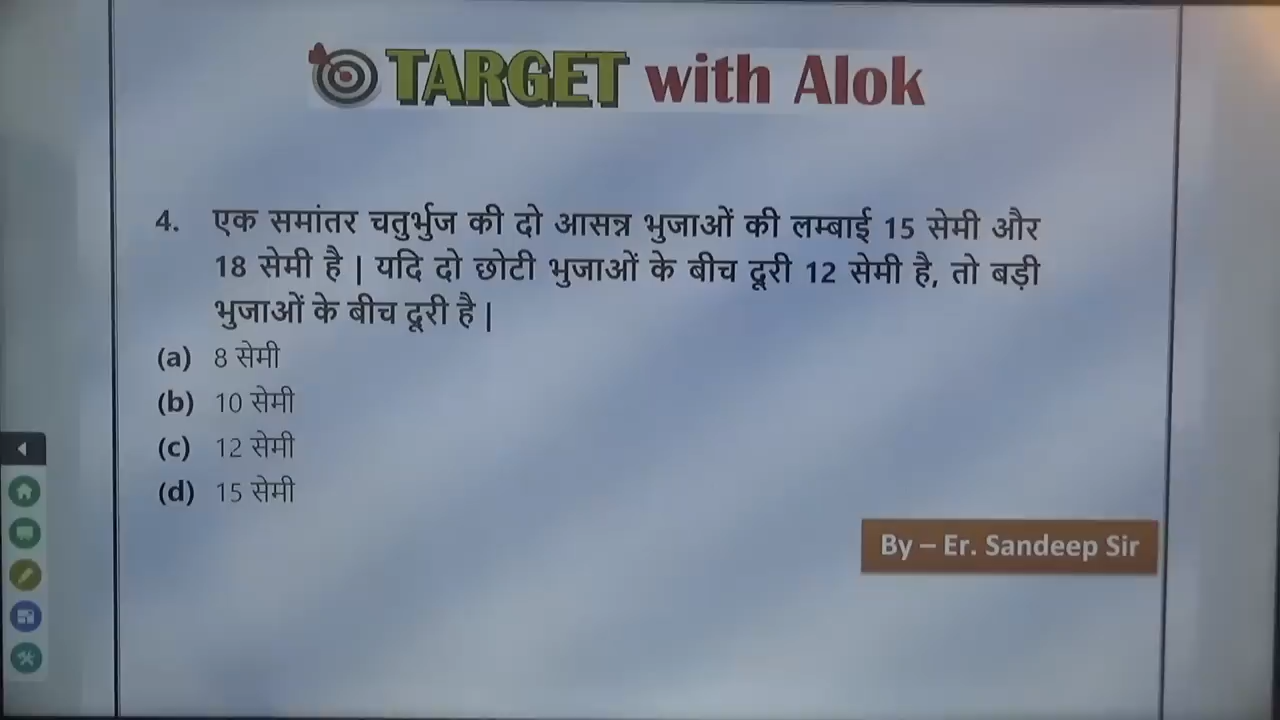 TARGET with Alok
4. एक समांतर चतुर्भुज की दो आसन्न भुजाओं की लम्बाई 15 सेमी और
18 सेमी है | यदि दो छोटी भुजाओं के बीच दूरी 12 सेमी है, तो बड़ी
भुजाओं के बीच दूरी है |
(a) 8 सेमी
(b) 10 सेमी
(c) 12 सेमी
(d) 15 सेमी
By – Er. Sandeep Sir